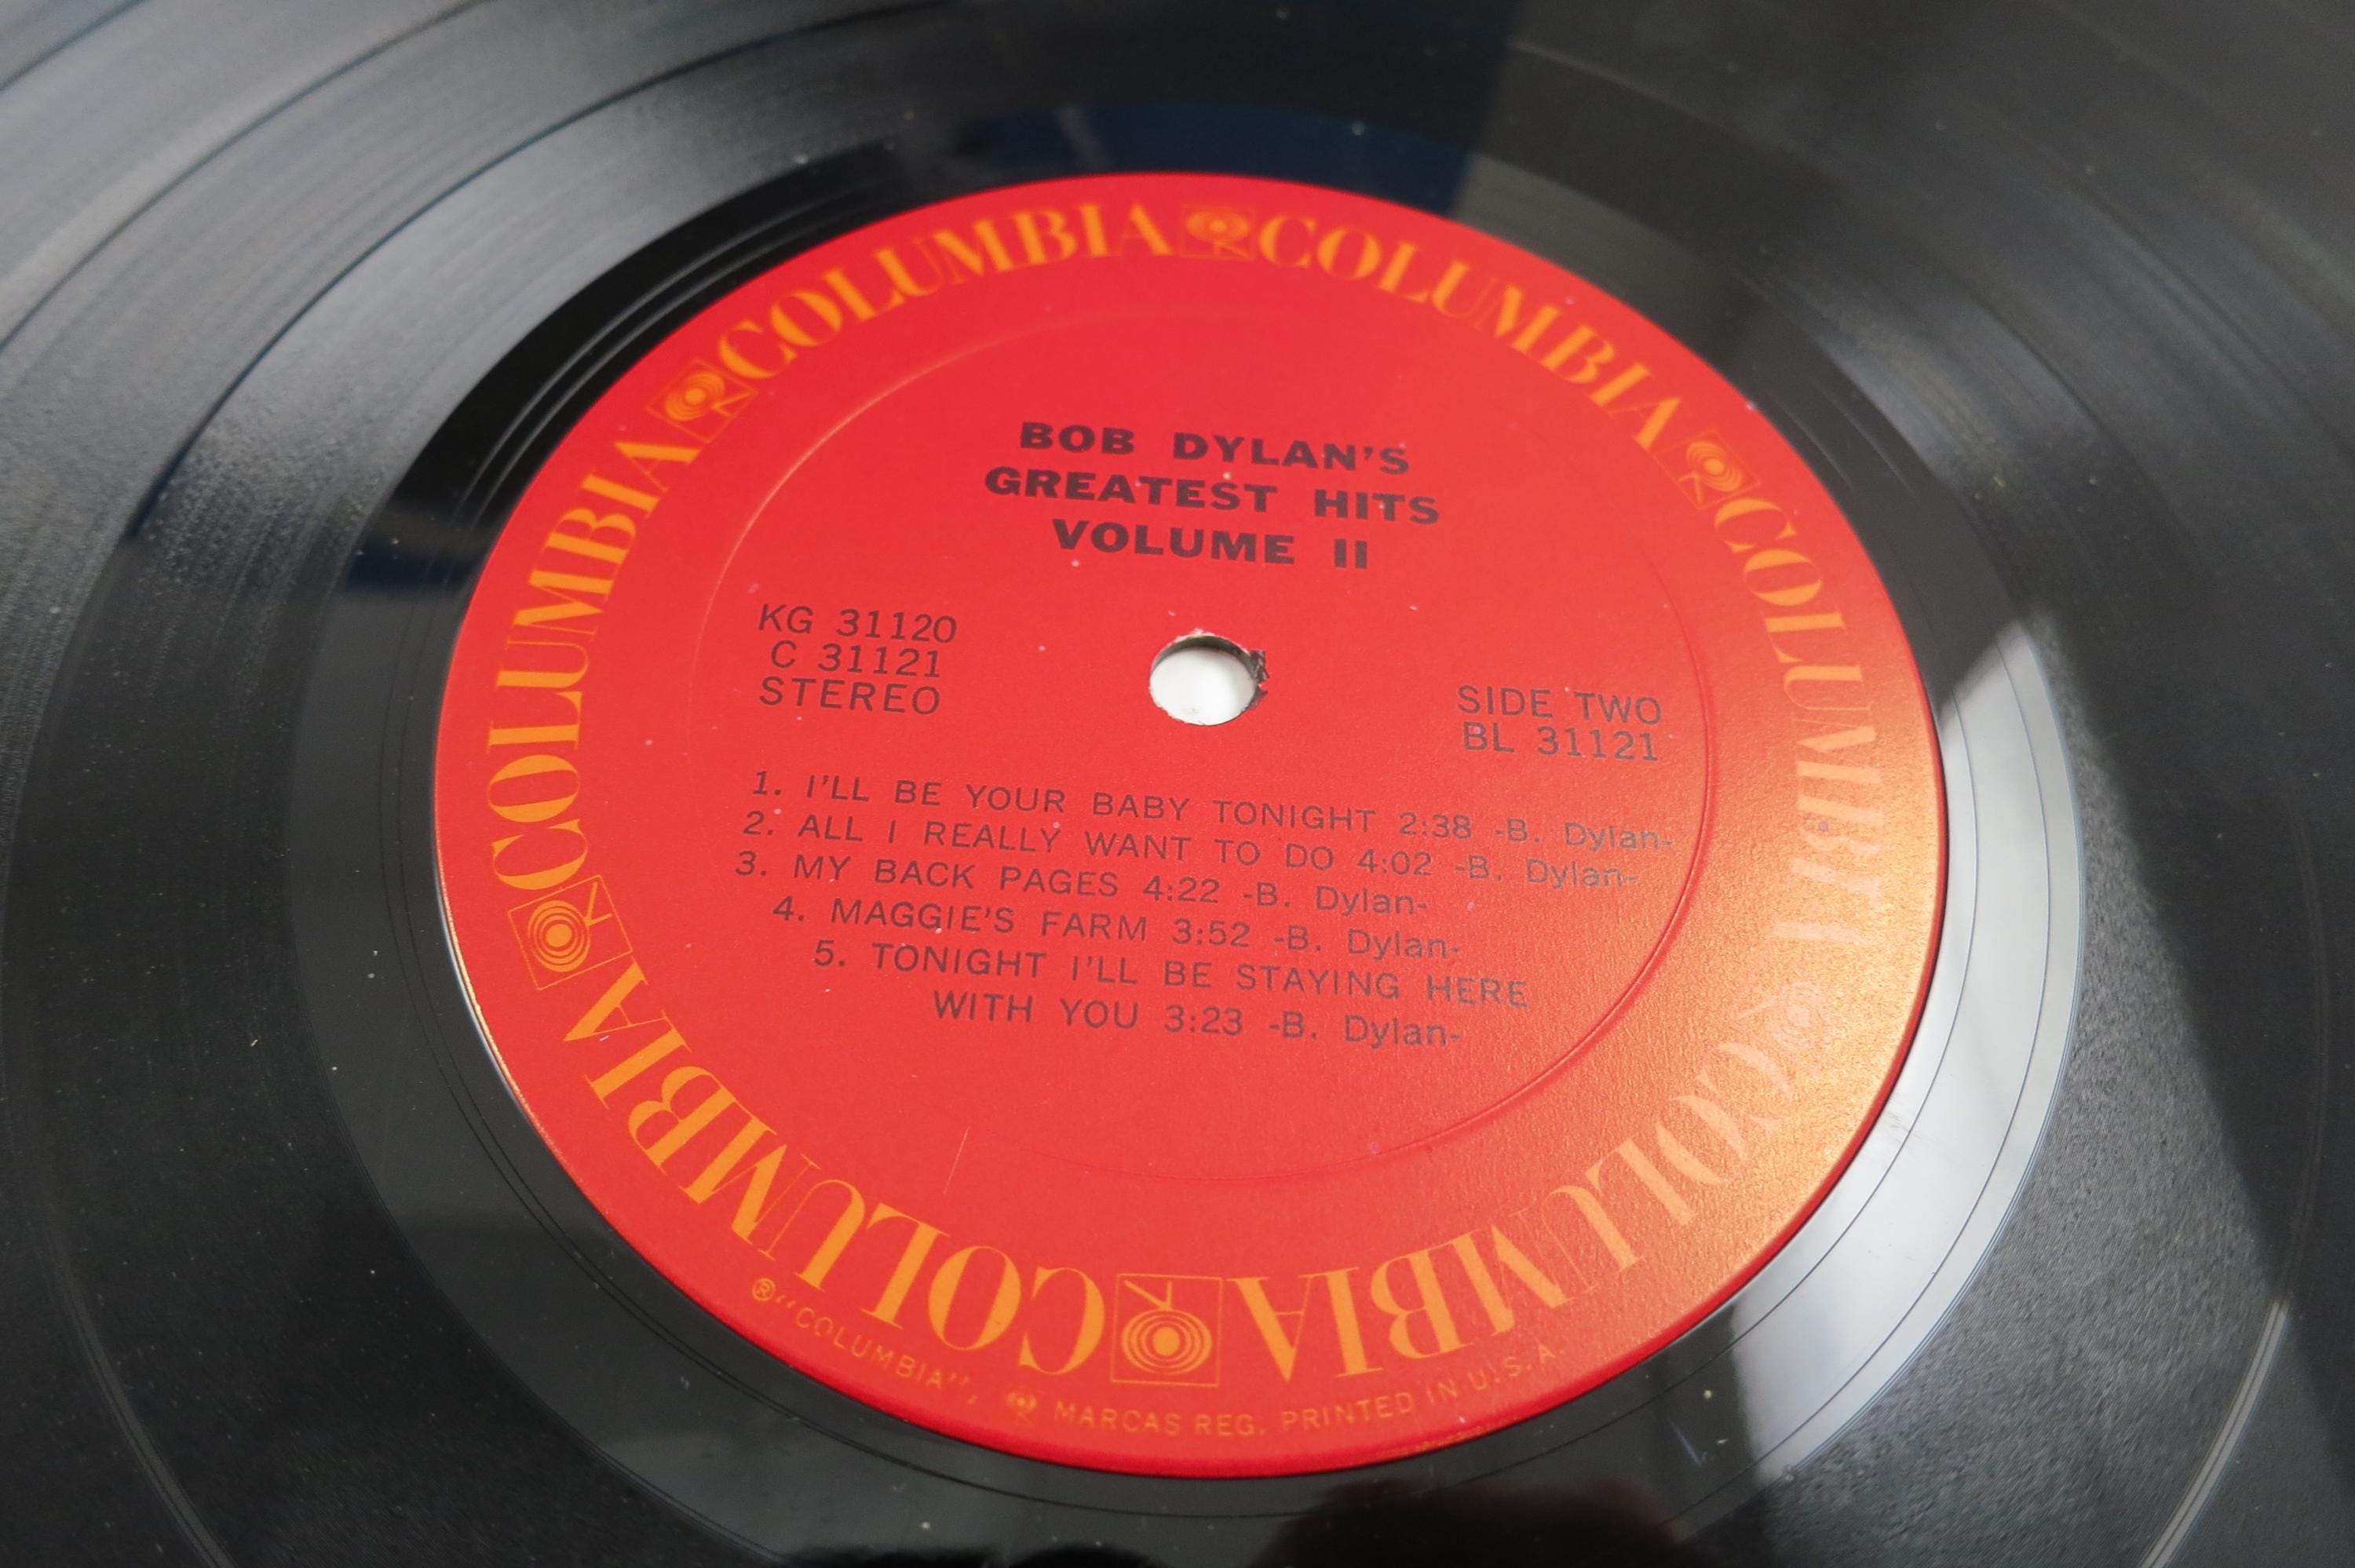 COLUMBIA COLUMBIA COLUMBIA COLUMBIA COLUMBIA COLUMBIA
BOB DYLAN'S
GREATEST HITS
VOLUME II
KG 31120
C 31121
STEREO
SIDE TWO
BL 31121
1. I'LL BE YOUR BABY TONIGHT 2:38 -B. Dylan-
2. ALL I REALLY WANT TO DO 4:02 -B. Dylan-
3. MY BACK PAGES 4:22 -B. Dylan-
4. MAGGIE'S FARM 3:52 -B. Dylan-
5. TONIGHT I'LL BE STAYING HERE
WITH YOU 3:23 -B. Dylan-
® "COLUMBIA", MARCAS REG. PRINTED IN U.S.A.